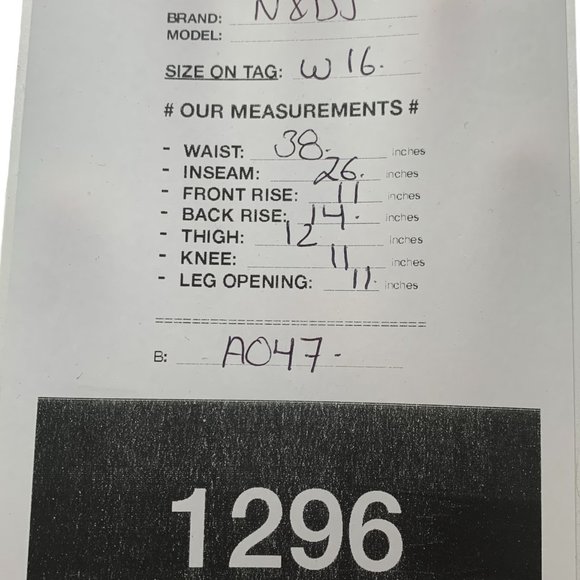 BRAND: NYDJ
MODEL:
SIZE ON TAG: W16.
# OUR MEASUREMENTS #
- WAIST: 38. inches
- INSEAM: 26. inches
- FRONT RISE: 11 inches
- BACK RISE: 14. inches
- THIGH: 12 inches
- KNEE: 11 inches
- LEG OPENING: 11. inches
B: A047.
1296